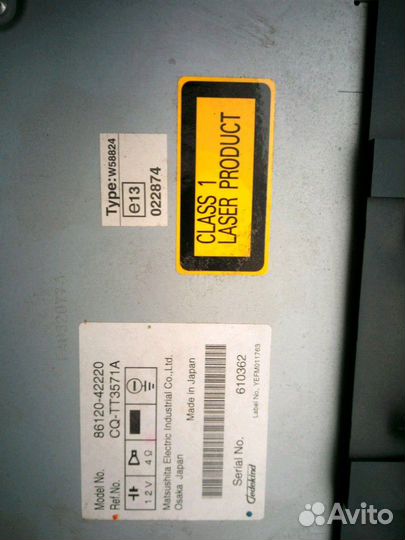 Type: W58824
e13
022874
CLASS 1
LASER PRODUCT
Model No. 86120-42220
Ref.No. CQ-TT3571A
12V 4Ω
Matsushita Electric Industrial Co.,Ltd.
Osaka Japan Made in Japan
Serial No. 610362
Label No. YEFM011763
Avito